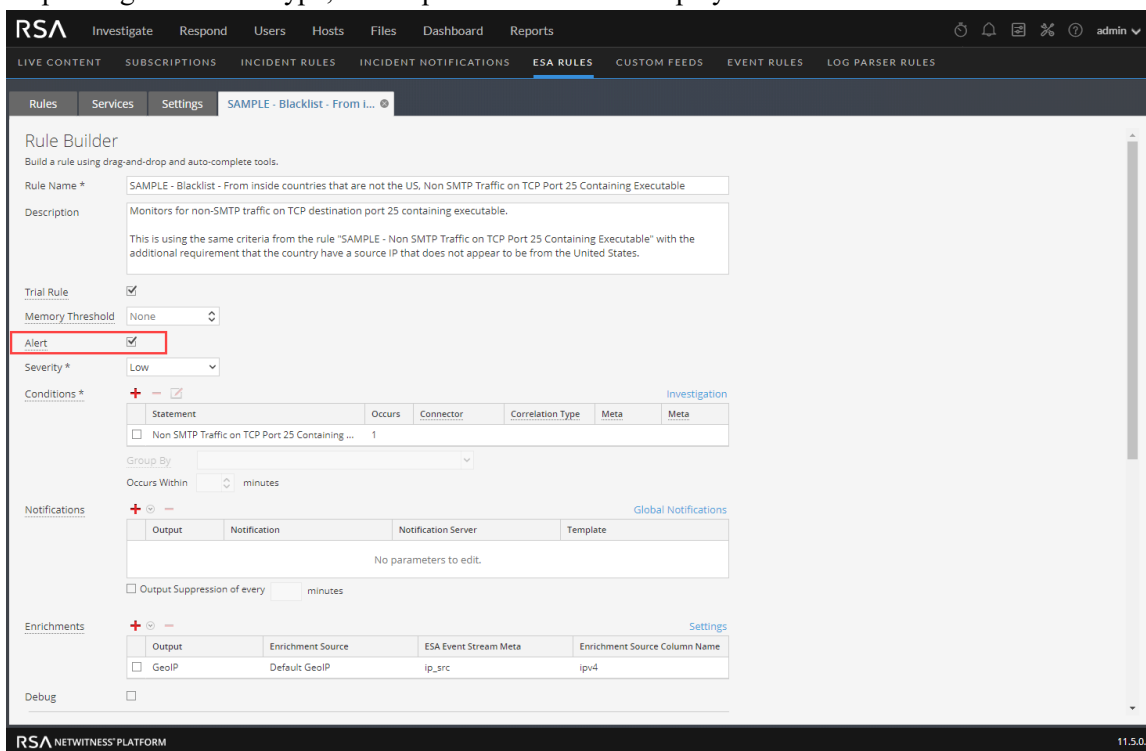 RSA Investigate Respond Users Hosts Files Dashboard Reports admin
LIVE CONTENT SUBSCRIPTIONS INCIDENT RULES INCIDENT NOTIFICATIONS ESA RULES CUSTOM FEEDS EVENT RULES LOG PARSER RULES
Rules Services Settings SAMPLE - Blacklist - From i...
Rule Builder
Build a rule using drag-and-drop and auto-complete tools.
Rule Name * SAMPLE - Blacklist - From inside countries that are not the US, Non SMTP Traffic on TCP Port 25 Containing Executable
Description Monitors for non-SMTP traffic on TCP destination port 25 containing executable.
This is using the same criteria from the rule "SAMPLE - Non SMTP Traffic on TCP Port 25 Containing Executable" with the
additional requirement that the country have a source IP that does not appear to be from the United States.
Trial Rule
Memory Threshold None
Alert
Severity * Low
Conditions * Investigation
Statement Occurs Connector Correlation Type Meta Meta
Non SMTP Traffic on TCP Port 25 Containing ... 1
Group By
Occurs Within minutes
Notifications Global Notifications
Output Notification Notification Server Template
No parameters to edit.
Output Suppression of every minutes
Enrichments Settings
Output Enrichment Source ESA Event Stream Meta Enrichment Source Column Name
GeoIP Default GeoIP ip_src ipv4
Debug
RSA NETWITNESS® PLATFORM 11.5.0.